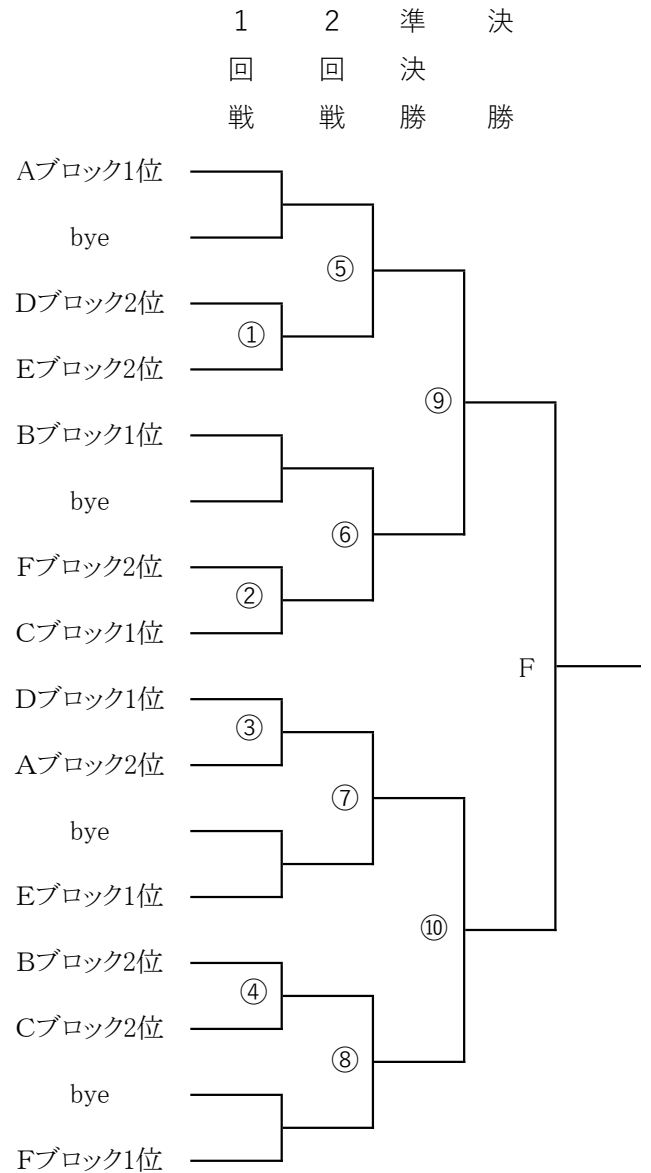 1回戦 2回戦 準決勝 決勝
Aブロック1位
bye
⑤
Dブロック2位
①
Eブロック2位
⑨
Bブロック1位
bye
⑥
Fブロック2位
②
Cブロック1位
F
Dブロック1位
③
Aブロック2位
⑦
bye
Eブロック1位
⑩
Bブロック2位
④
Cブロック2位
⑧
bye
Fブロック1位